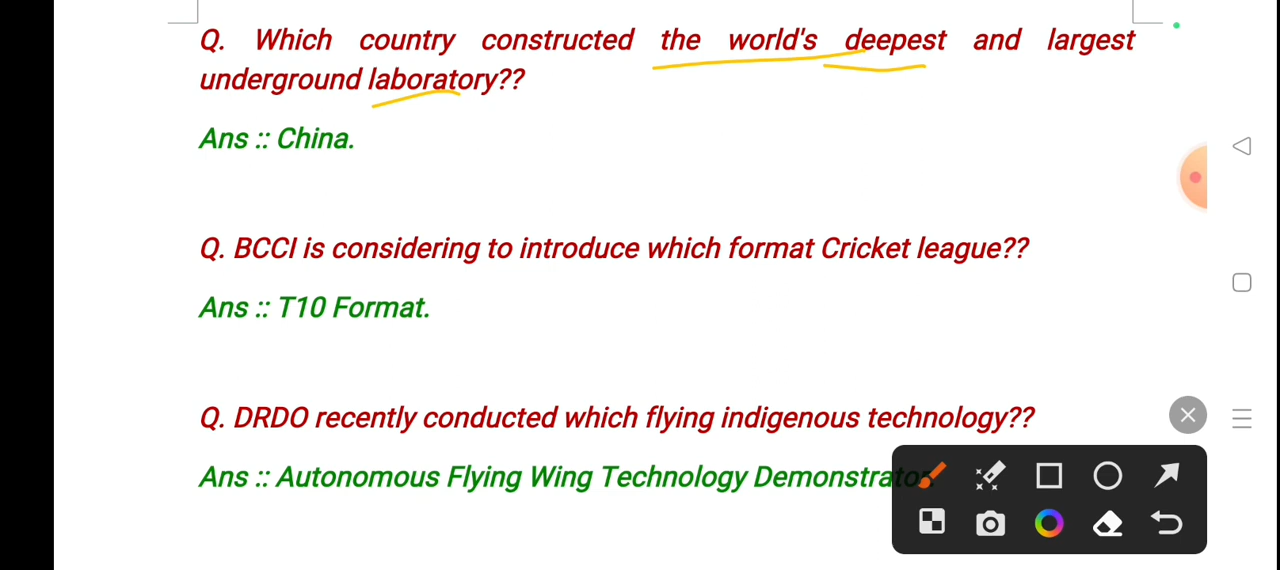 Q. Which country constructed the world's deepest and largest
underground laboratory??
Ans :: China.
Q. BCCI is considering to introduce which format Cricket league??
Ans :: T10 Format.
Q. DRDO recently conducted which flying indigenous technology??
Ans :: Autonomous Flying Wing Technology Demonstrator.